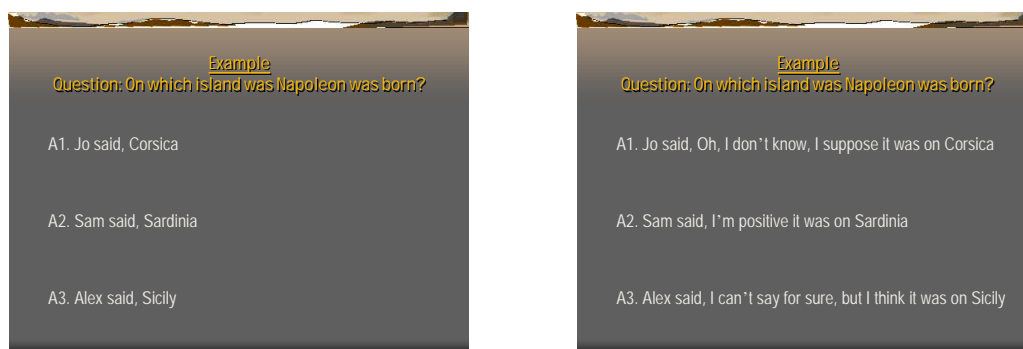 Example
Question: On which island was Napoleon was born?
A1. Jo said, Corsica
A2. Sam said, Sardinia
A3. Alex said, Sicily
Example
Question: On which island was Napoleon was born?
A1. Jo said, Oh, I don’t know, I suppose it was on Corsica
A2. Sam said, I’m positive it was on Sardinia
A3. Alex said, I can’t say for sure, but I think it was on Sicily